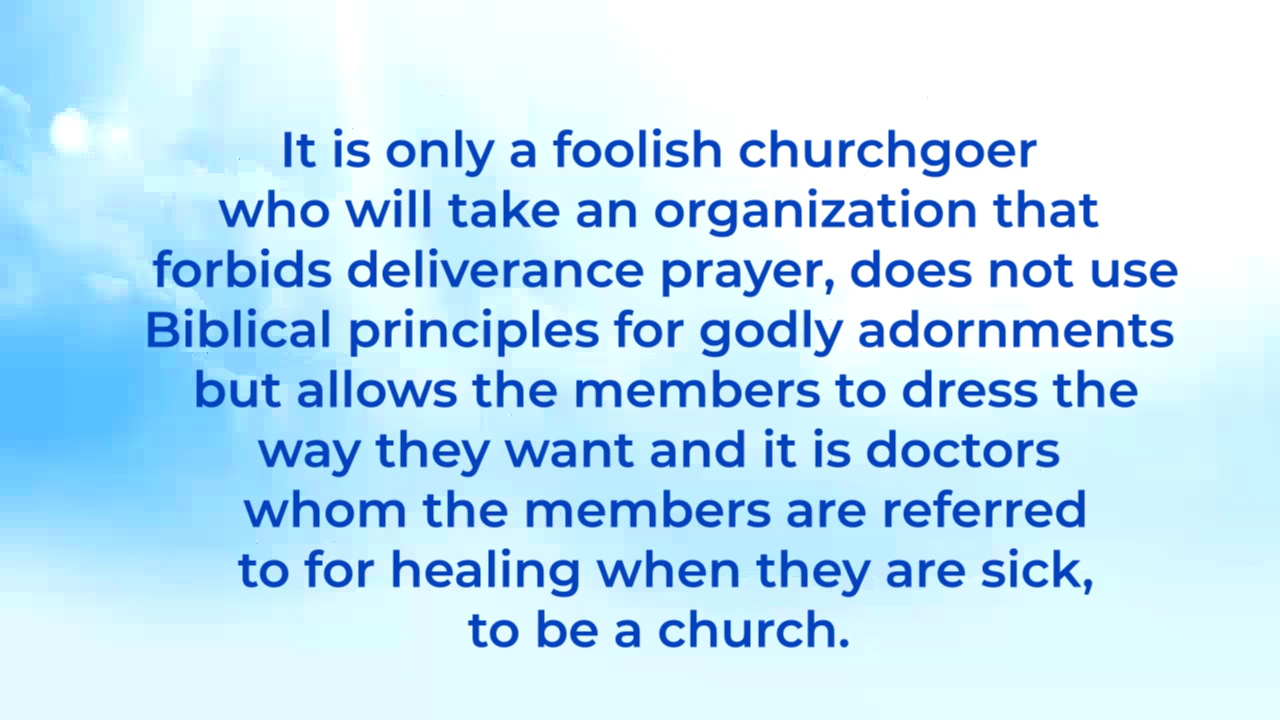 It is only a foolish churchgoer
who will take an organization that
forbids deliverance prayer, does not use
Biblical principles for godly adornments
but allows the members to dress the
way they want and it is doctors
whom the members are referred
to for healing when they are sick,
to be a church.